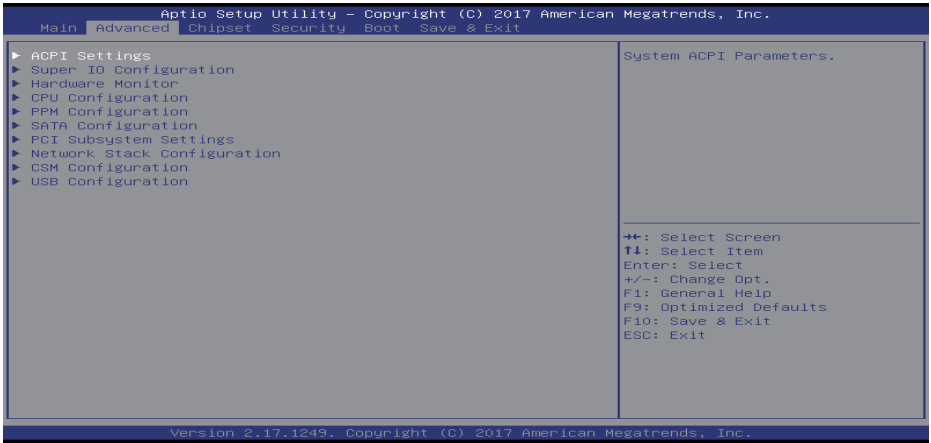 Aptio Setup Utility – Copyright (C) 2017 American Megatrends, Inc.
Main Advanced Chipset Security Boot Save & Exit
▶ ACPI Settings
▶ Super IO Configuration
▶ Hardware Monitor
▶ CPU Configuration
▶ PPM Configuration
▶ SATA Configuration
▶ PCI Subsystem Settings
▶ Network Stack Configuration
▶ CSM Configuration
▶ USB Configuration
System ACPI Parameters.
→←: Select Screen
↑↓: Select Item
Enter: Select
+/-: Change Opt.
F1: General Help
F9: Optimized Defaults
F10: Save & Exit
ESC: Exit
Version 2.17.1249. Copyright (C) 2017 American Megatrends, Inc.